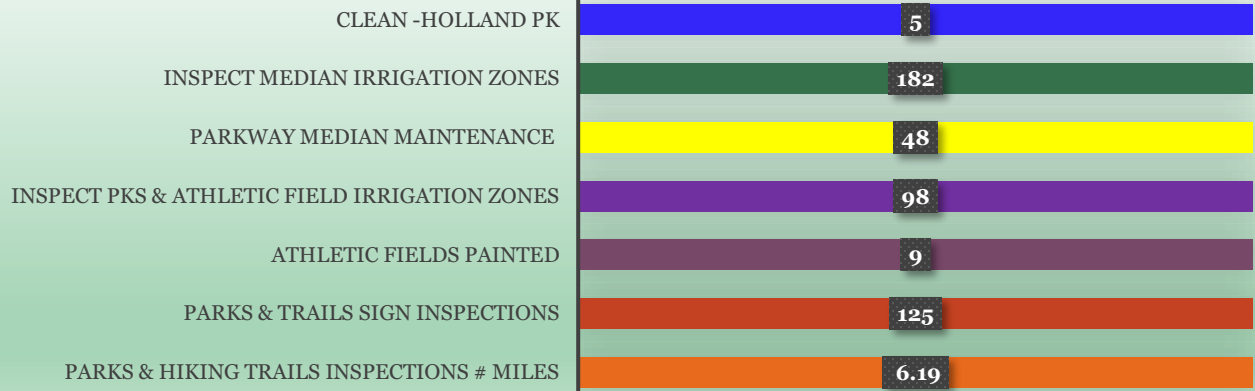 CLEAN -HOLLAND PK 5
INSPECT MEDIAN IRRIGATION ZONES 182
PARKWAY MEDIAN MAINTENANCE 48
INSPECT PKS & ATHLETIC FIELD IRRIGATION ZONES 98
ATHLETIC FIELDS PAINTED 9
PARKS & TRAILS SIGN INSPECTIONS 125
PARKS & HIKING TRAILS INSPECTIONS # MILES 6.19